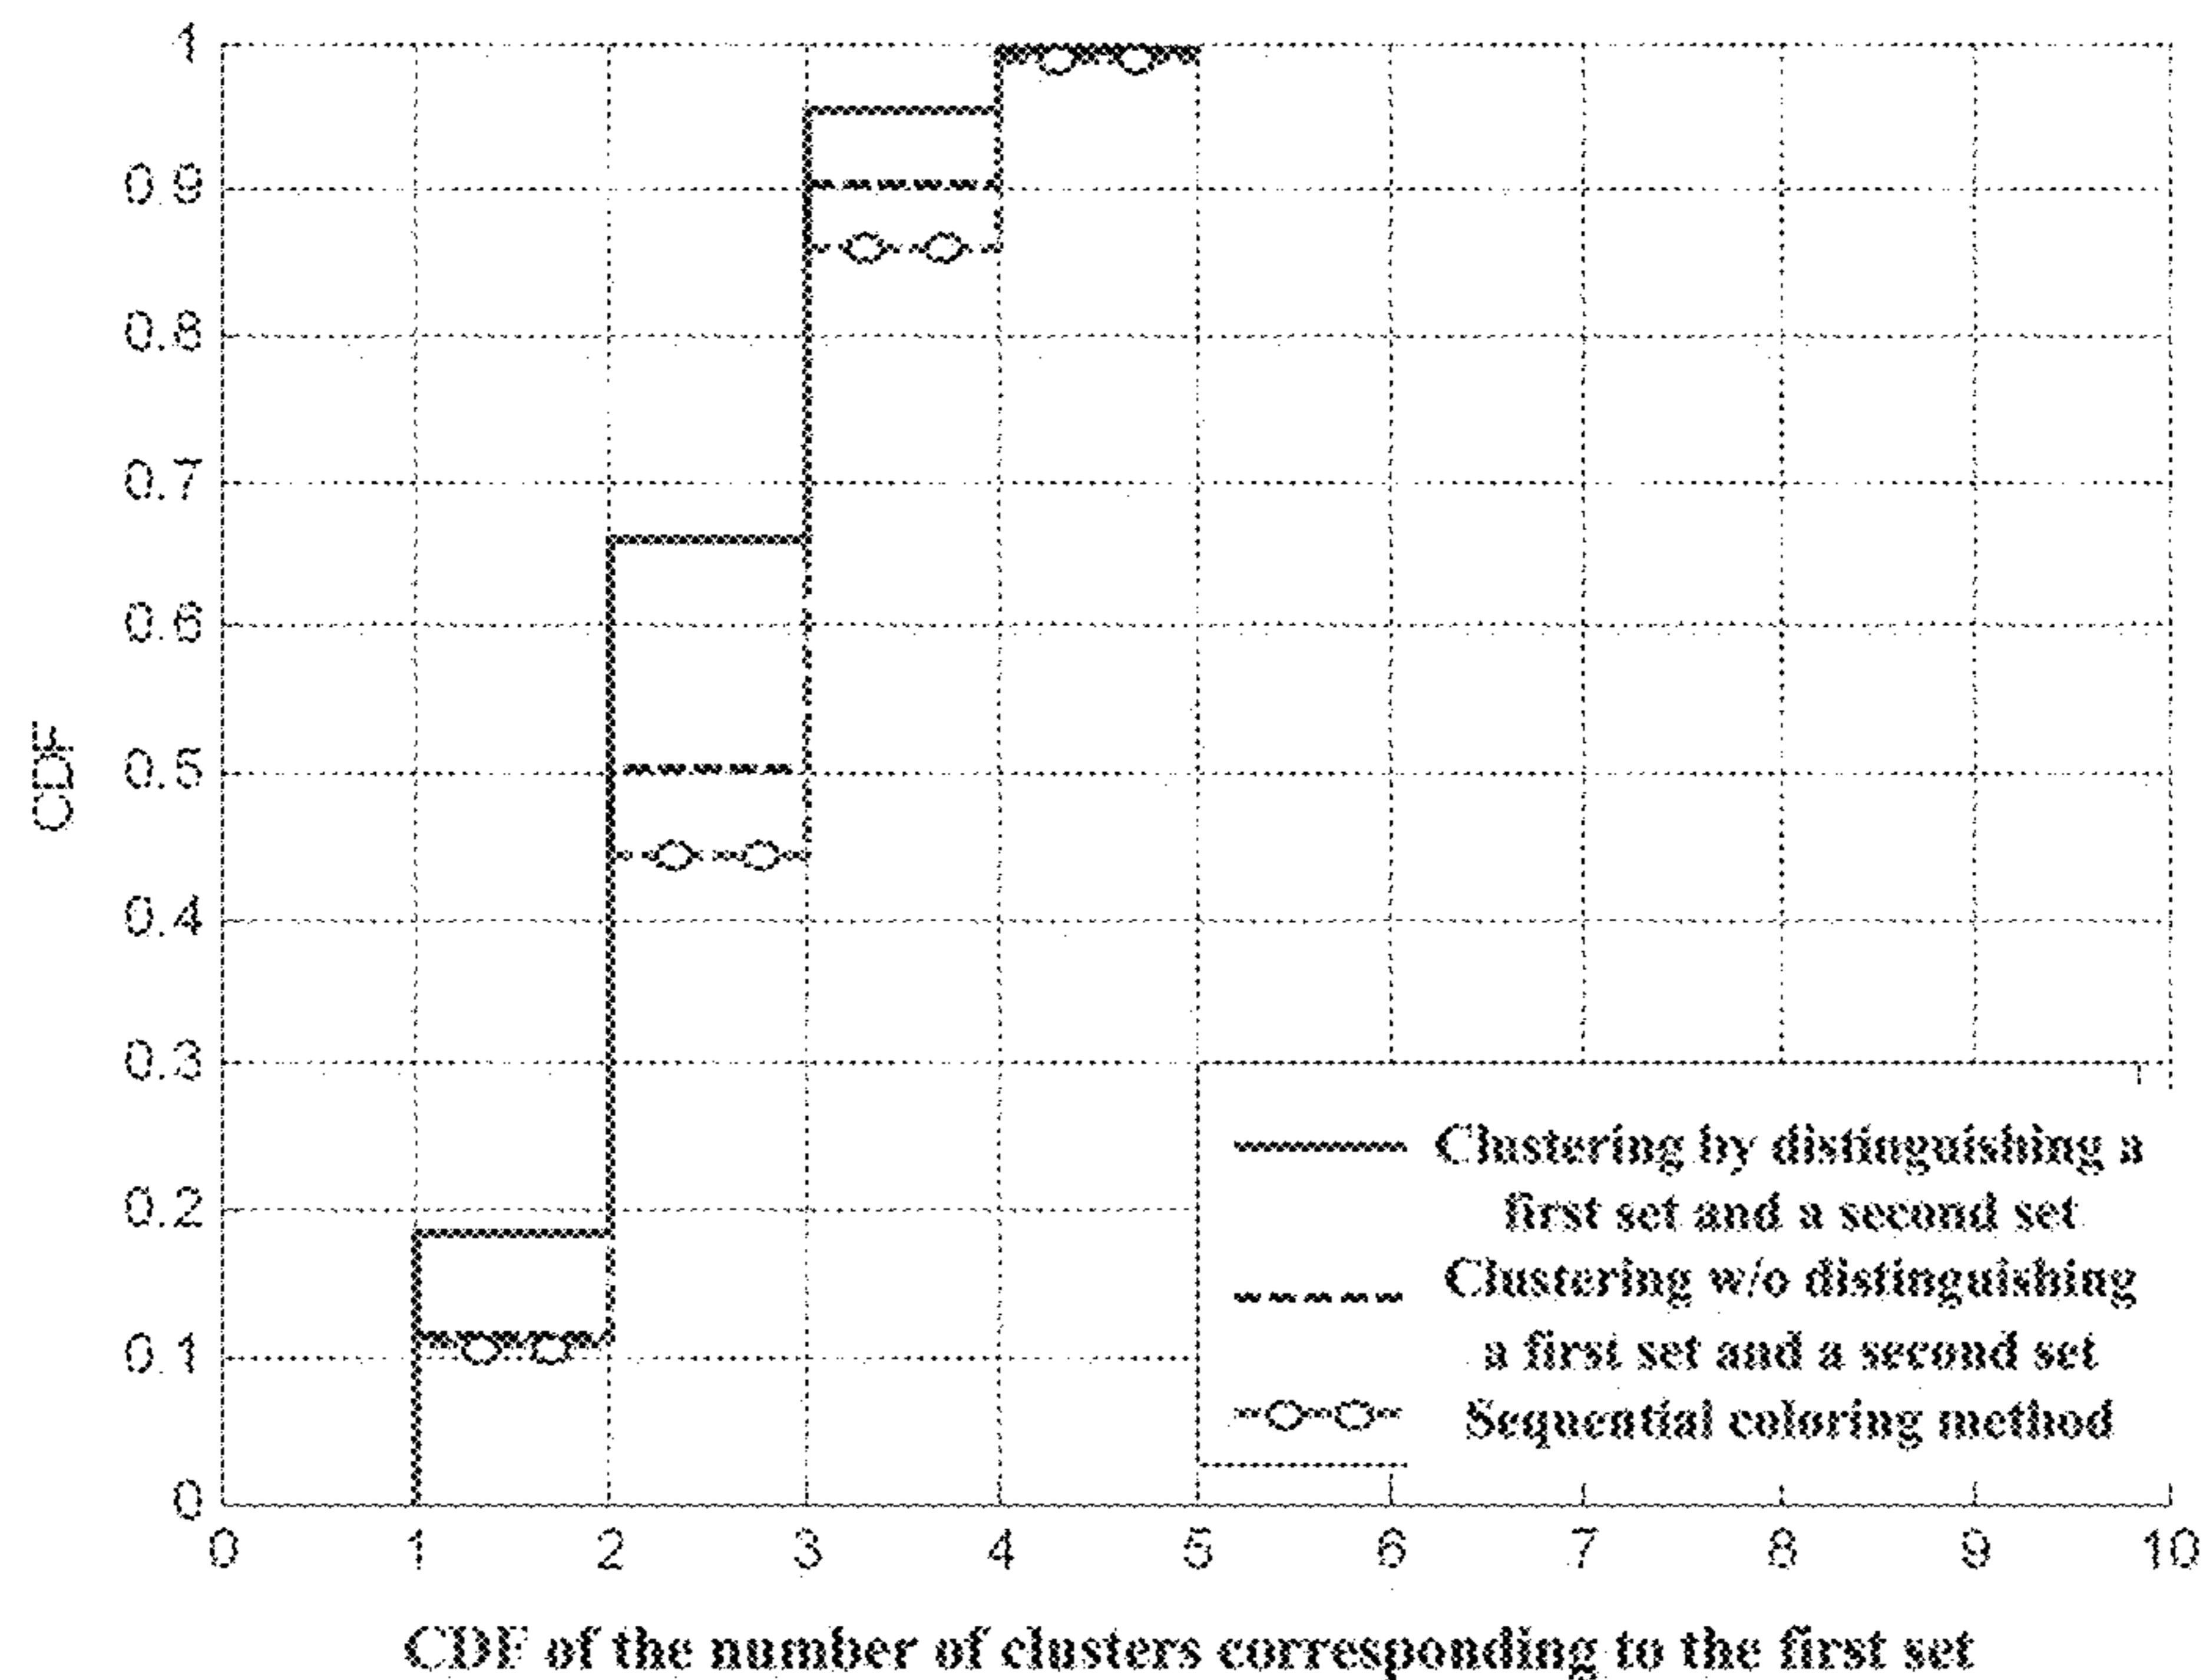 1
0.9
0.8
0.7
0.6
0.5
0.4
0.3
0.2
0.1
0
CDF
Clustering by distinguishing a
first set and a second set
Clustering w/o distinguishing
a first set and a second set
Sequential coloring method
0 1 2 3 4 5 6 7 8 9 10
CDF of the number of clusters corresponding to the first set